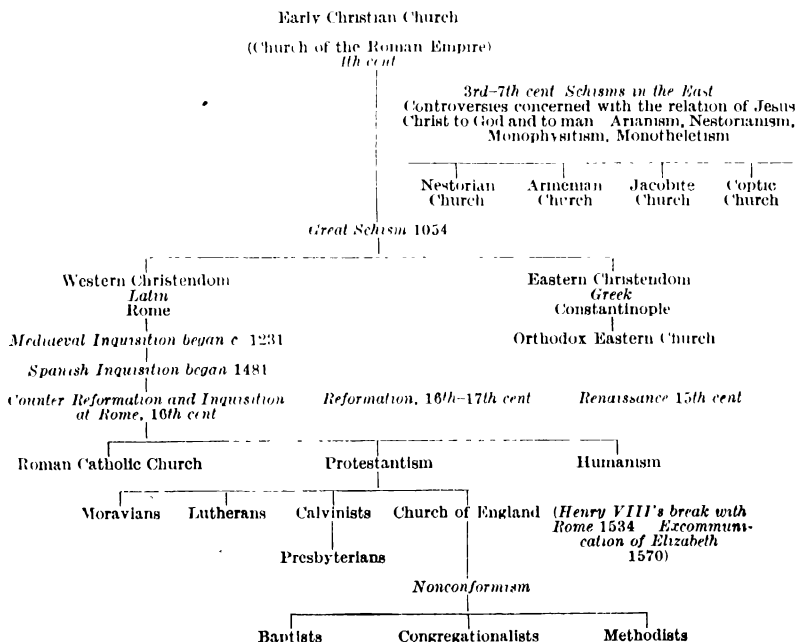 Early Christian Church
(Church of the Roman Empire)
4th cent
3rd–7th cent Schisms in the East
Controversies concerned with the relation of Jesus
Christ to God and to man Arianism, Nestorianism,
Monophysitism, Monotheletism
Nestorian Church
Armenian Church
Jacobite Church
Coptic Church
Great Schism 1054
Western Christendom
Latin
Rome
Eastern Christendom
Greek
Constantinople
Mediaeval Inquisition began c 1231
Orthodox Eastern Church
Spanish Inquisition began 1481
Counter Reformation and Inquisition
at Rome, 16th cent
Reformation, 16th–17th cent
Renaissance 15th cent
Roman Catholic Church
Protestantism
Humanism
Moravians
Lutherans
Calvinists
Church of England
(Henry VIII's break with
Rome 1534 Excommuni-
cation of Elizabeth
1570)
Presbyterians
Nonconformism
Baptists
Congregationalists
Methodists